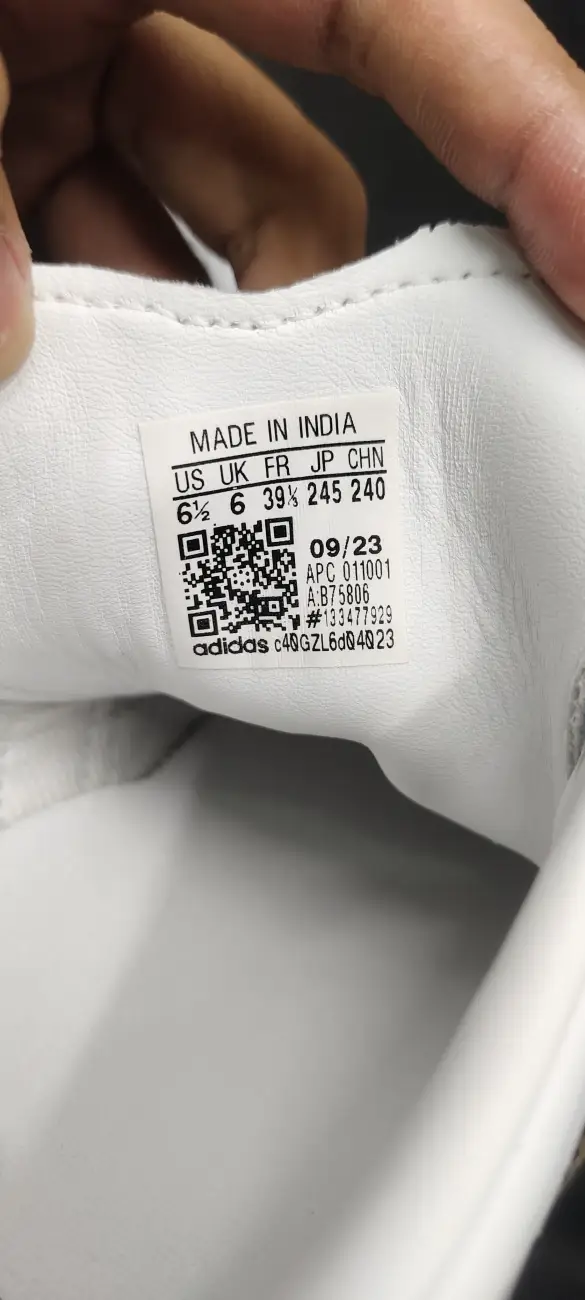 MADE IN INDIA
US UK FR JP CHN
6½ 6 39⅓ 245 240
09/23
APC 011001
A:B75806
#133477929
adidas c40GZL6d04023